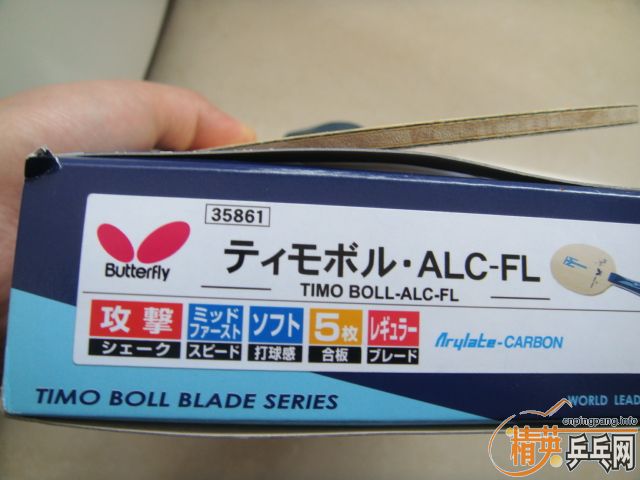 35861
Butterfly
ティモボル・ALC-FL
TIMO BOLL-ALC-FL
攻撃
シェーク
ミッド
ファースト
スピード
ソフト
打球感
5枚
合板
レギュラー
ブレード
Arylate-CARBON
TIMO BOLL BLADE SERIES
WORLD LEAD
cnpingpang.info
精英乒乓网